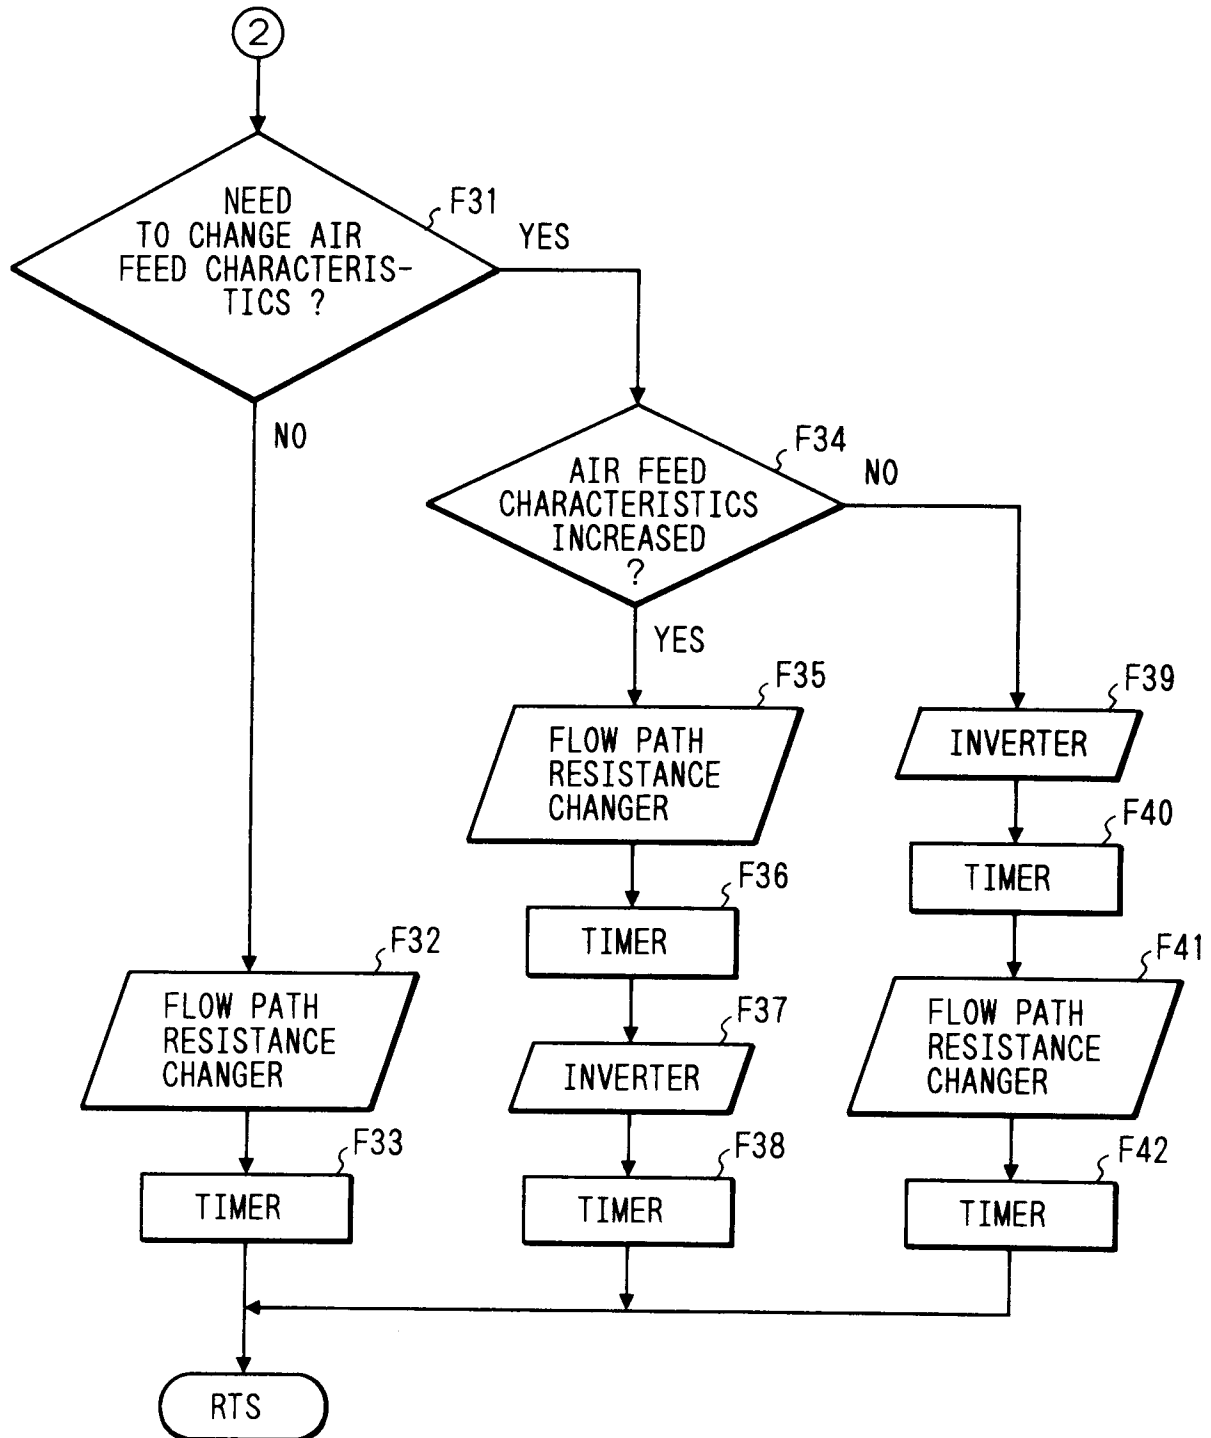 2
NEED
TO CHANGE AIR
FEED CHARACTERIS-
TICS ?
F31
YES
NO
AIR FEED
CHARACTERISTICS
INCREASED
?
F34
NO
YES
F35
FLOW PATH
RESISTANCE
CHANGER
F39
INVERTER
F40
TIMER
F36
TIMER
F32
FLOW PATH
RESISTANCE
CHANGER
F41
FLOW PATH
RESISTANCE
CHANGER
F37
INVERTER
F33
TIMER
F38
TIMER
F42
TIMER
RTS